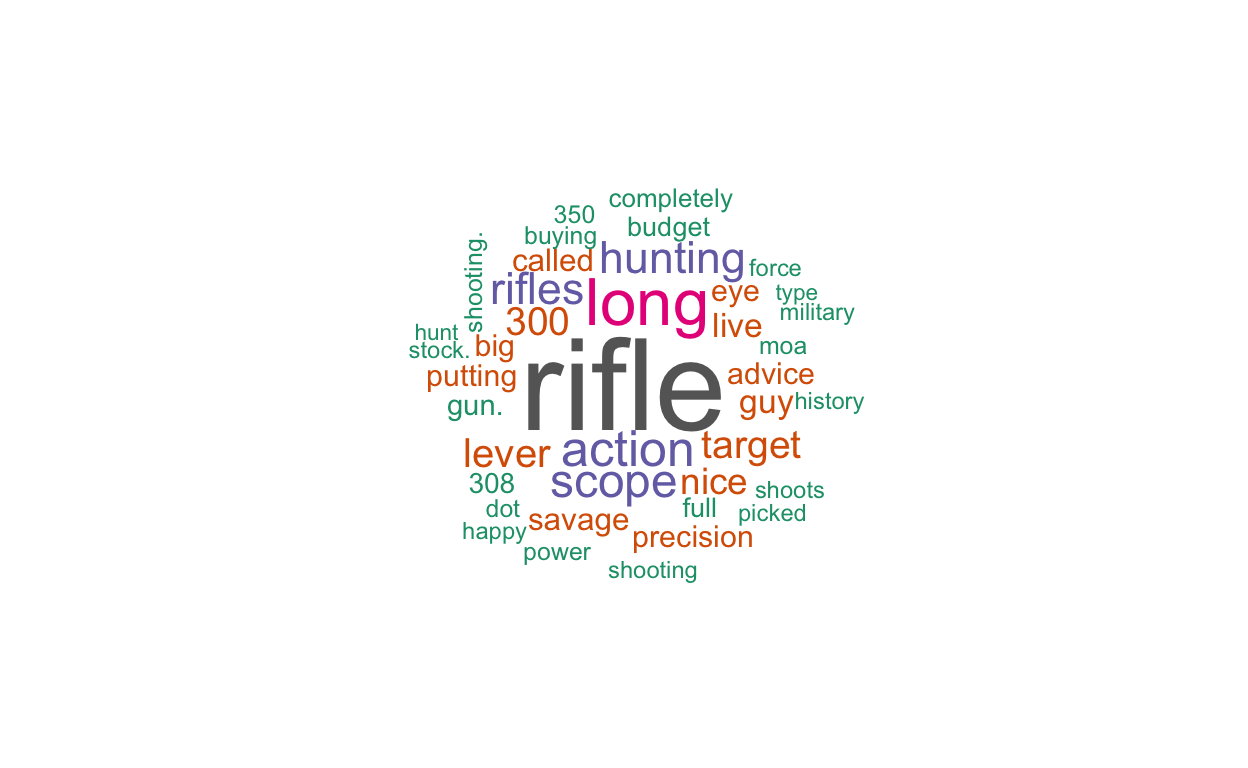 completely
350
budget
buying
shooting.
called
hunting
force
rifles
long
eye
type
military
300
live
hunt
stock.
big
moa
putting
rifle
advice
gun.
guy
history
lever
action
target
308
scope
nice
shoots
dot
full
picked
happy
savage
precision
power
shooting